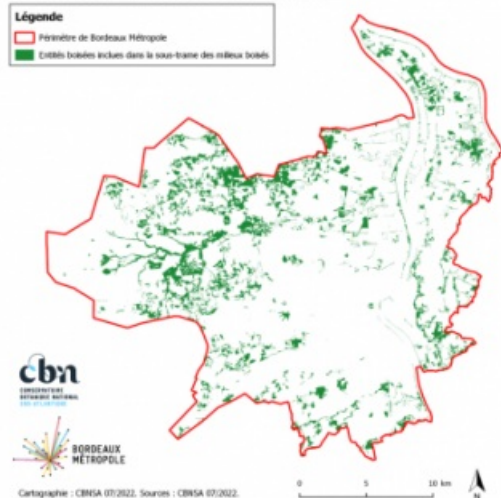 Légende
Périmètre de Bordeaux Métropole
Entités boisées inclues dans la sous-trame des milieux boisés
cbn
CONSERVATOIRE
BOTANIQUE NATIONAL
SUD-ATLANTIQUE
BORDEAUX
MÉTROPOLE
Cartographie : CBNSA 07/2022. Sources : CBNSA 07/2022.
0 5 10 km
N